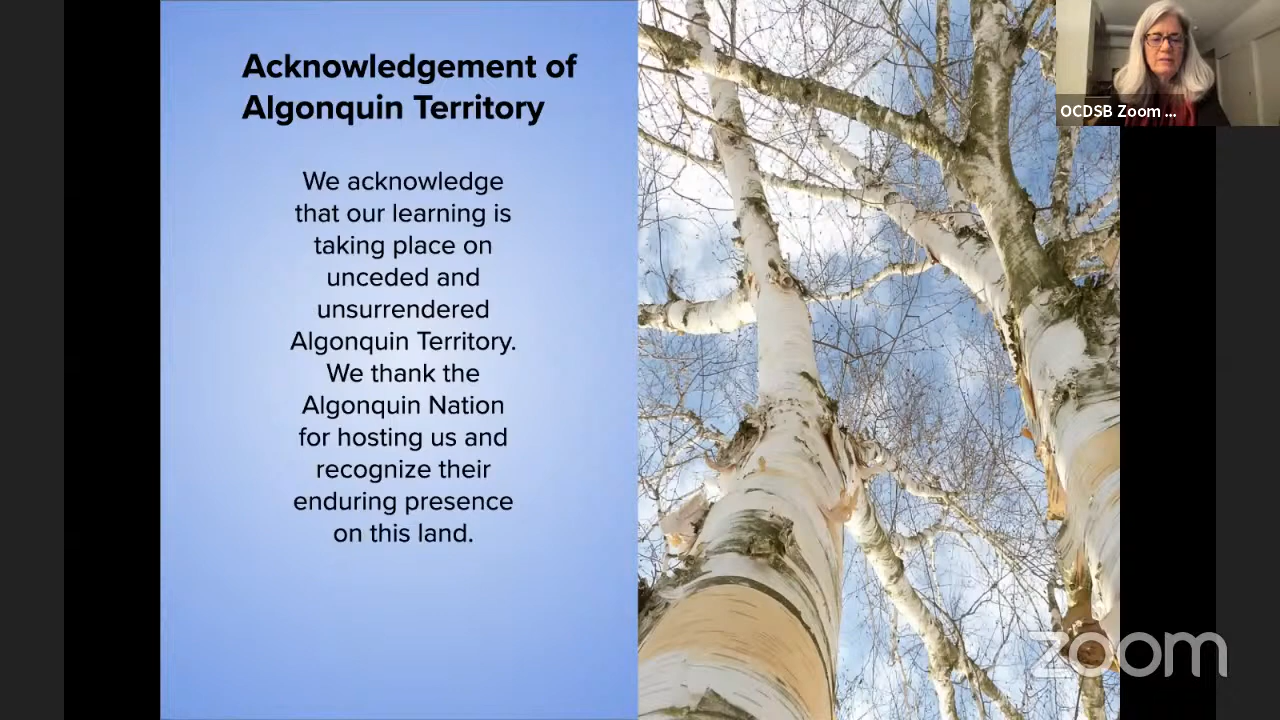 Acknowledgement of
Algonquin Territory
We acknowledge
that our learning is
taking place on
unceded and
unsurrendered
Algonquin Territory.
We thank the
Algonquin Nation
for hosting us and
recognize their
enduring presence
on this land.
OCDSB Zoom ...
zoom